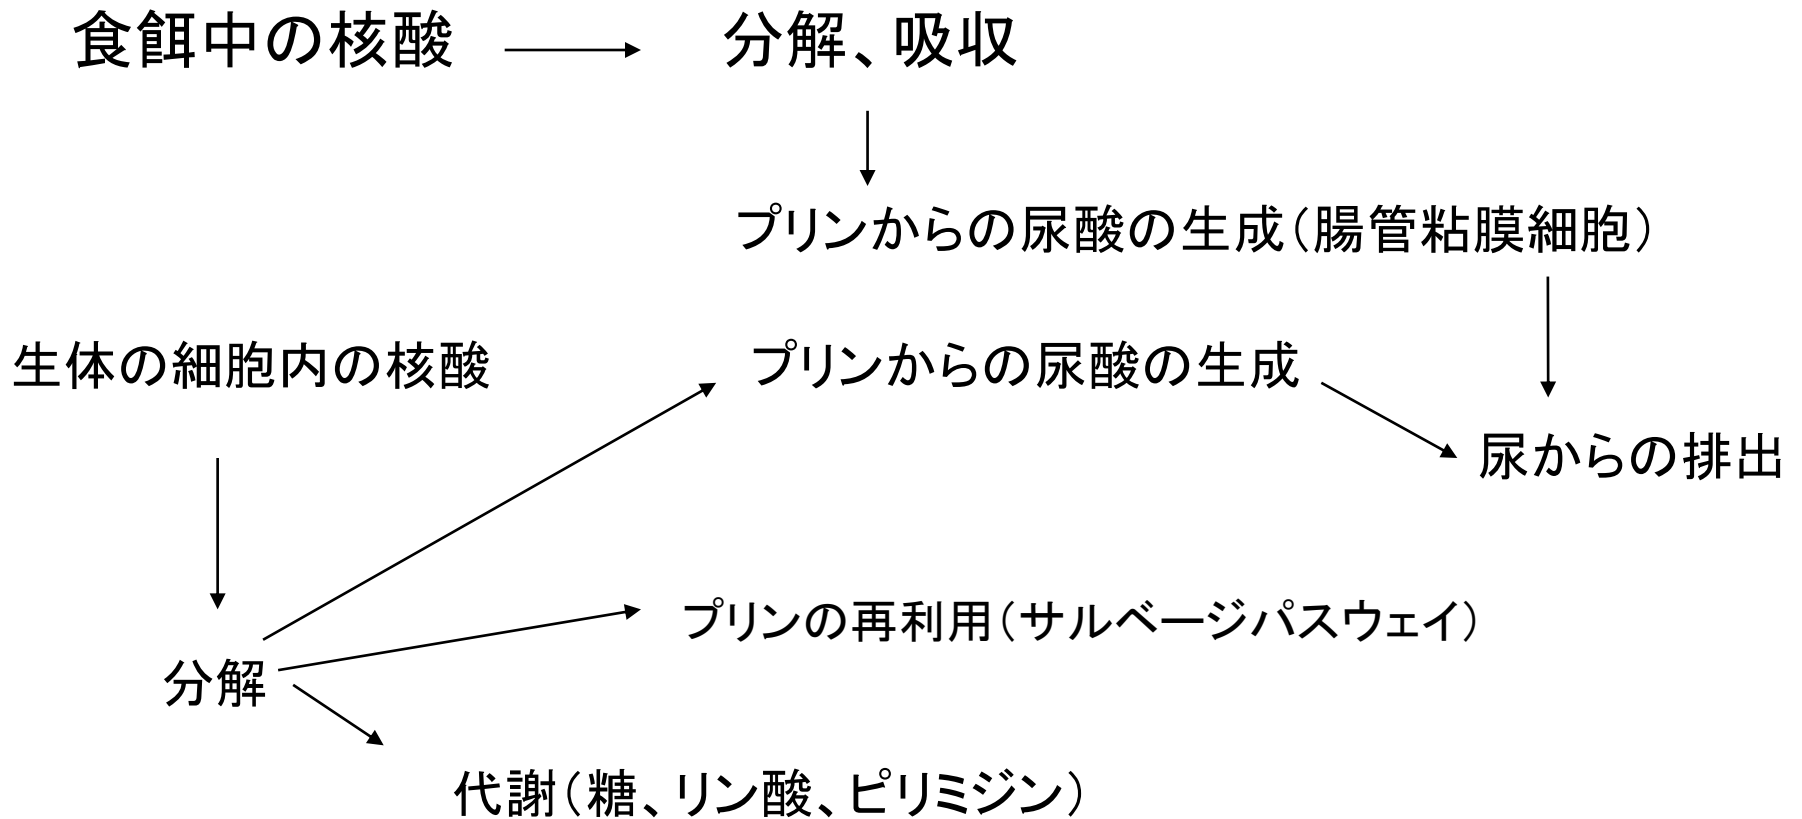 食餌中の核酸
分解、吸収
プリンからの尿酸の生成（腸管粘膜細胞）
生体の細胞内の核酸
プリンからの尿酸の生成
尿からの排出
プリンの再利用（サルベージパスウェイ）
分解
代謝（糖、リン酸、ピリミジン）